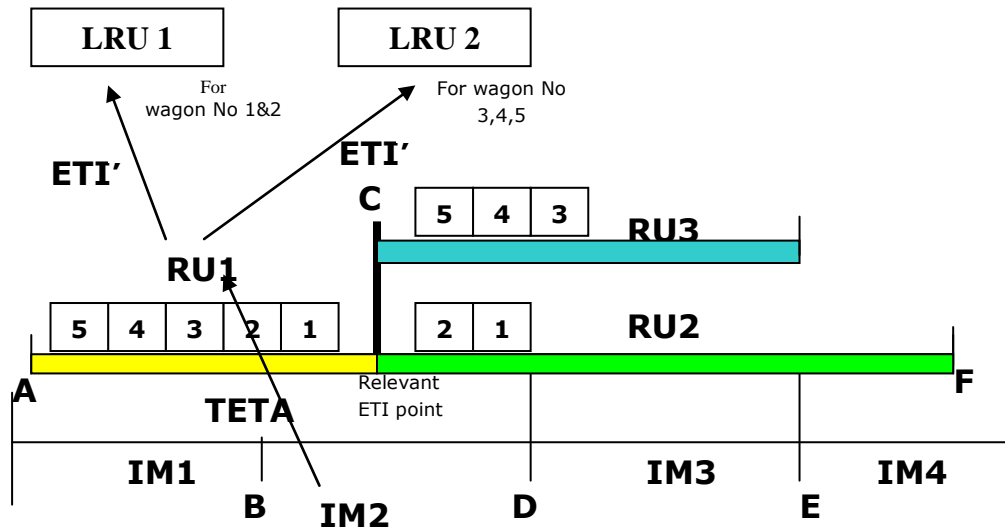 LRU 1
LRU 2
For
wagon No 1&2
For wagon No
3,4,5
ETI′
ETI′
C
5 4 3
RU3
RU1
5 4 3 2 1
2 1
RU2
A
Relevant
ETI point
F
TETA
IM1
IM3
IM4
B
IM2
D
E